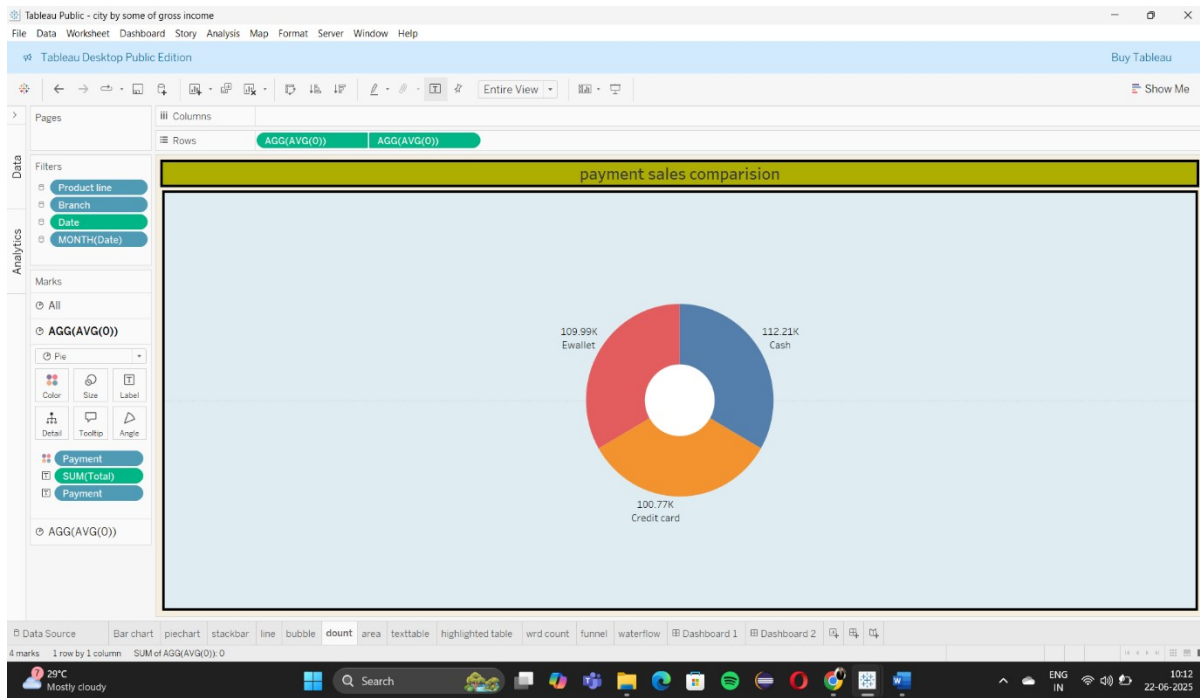 Tableau Public - city by some of gross income
File Data Worksheet Dashboard Story Analysis Map Format Server Window Help
Tableau Desktop Public Edition Buy Tableau
Entire View Show Me
Pages
Columns
Rows AGG(AVG(0)) AGG(AVG(0))
Data
Analytics
Filters
Product line
Branch
Date
MONTH(Date)
Marks
All
AGG(AVG(0))
Pie
Color Size Label
Detail Tooltip Angle
Payment
SUM(Total)
Payment
AGG(AVG(0))
payment sales comparision
109.99K
Ewallet
112.21K
Cash
100.77K
Credit card
Data Source Bar chart piechart stackbar line bubble dount area texttable highlighted table wrd count funnel waterflow Dashboard 1 Dashboard 2
4 marks 1 row by 1 column SUM of AGG(AVG(0)): 0
7
29°C
Mostly cloudy
Search
ENG
IN
10:12
22-06-2025